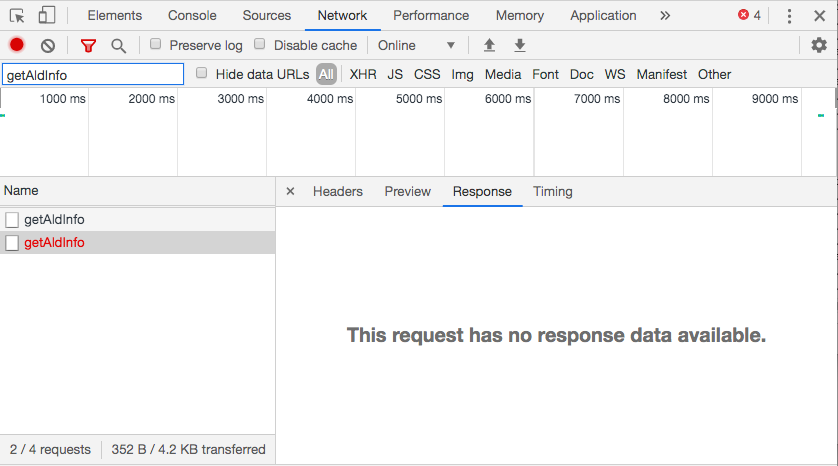 Elements Console Sources Network Performance Memory Application » 4
Preserve log Disable cache Online
getAldInfo Hide data URLs All XHR JS CSS Img Media Font Doc WS Manifest Other
1000 ms 2000 ms 3000 ms 4000 ms 5000 ms 6000 ms 7000 ms 8000 ms 9000 ms
Name × Headers Preview Response Timing
getAldInfo
getAldInfo
This request has no response data available.
2 / 4 requests 352 B / 4.2 KB transferred